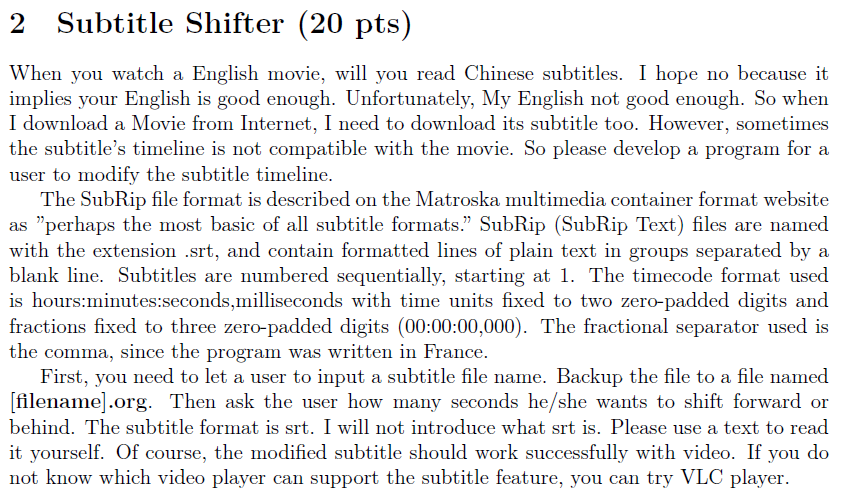 2 Subtitle Shifter (20 pts)
When you watch a English movie, will you read Chinese subtitles. I hope no because it
implies your English is good enough. Unfortunately, My English not good enough. So when
I download a Movie from Internet, I need to download its subtitle too. However, sometimes
the subtitle's timeline is not compatible with the movie. So please develop a program for a
user to modify the subtitle timeline.
The SubRip file format is described on the Matroska multimedia container format website
as ”perhaps the most basic of all subtitle formats.” SubRip (SubRip Text) files are named
with the extension .srt, and contain formatted lines of plain text in groups separated by a
blank line. Subtitles are numbered sequentially, starting at 1. The timecode format used
is hours:minutes:seconds,milliseconds with time units fixed to two zero-padded digits and
fractions fixed to three zero-padded digits (00:00:00,000). The fractional separator used is
the comma, since the program was written in France.
First, you need to let a user to input a subtitle file name. Backup the file to a file named
[filename].org. Then ask the user how many seconds he/she wants to shift forward or
behind. The subtitle format is srt. I will not introduce what srt is. Please use a text to read
it yourself. Of course, the modified subtitle should work successfully with video. If you do
not know which video player can support the subtitle feature, you can try VLC player.